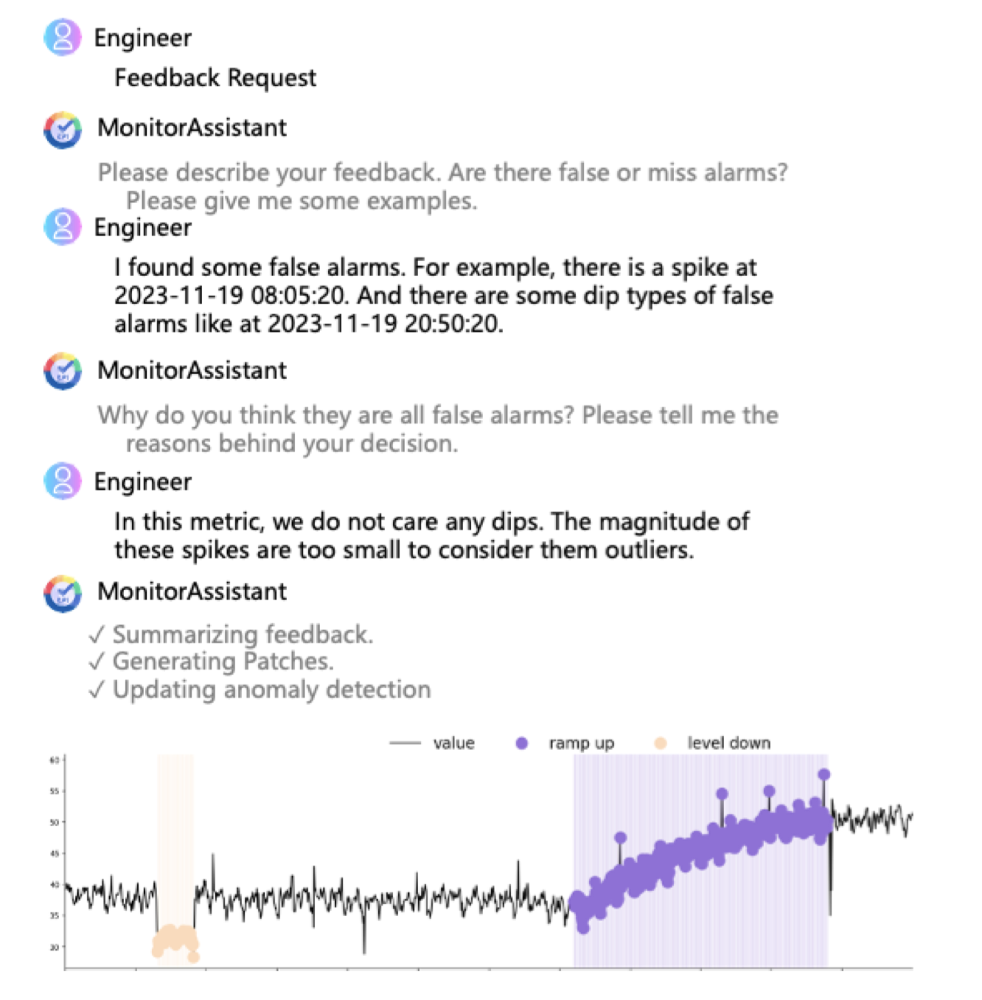 Engineer
Feedback Request
MonitorAssistant
Please describe your feedback. Are there false or miss alarms?
Please give me some examples.
Engineer
I found some false alarms. For example, there is a spike at
2023-11-19 08:05:20. And there are some dip types of false
alarms like at 2023-11-19 20:50:20.
MonitorAssistant
Why do you think they are all false alarms? Please tell me the
reasons behind your decision.
Engineer
In this metric, we do not care any dips. The magnitude of
these spikes are too small to consider them outliers.
MonitorAssistant
✓ Summarizing feedback.
✓ Generating Patches.
✓ Updating anomaly detection
value ramp up level down
60
55
50
45
40
35
30